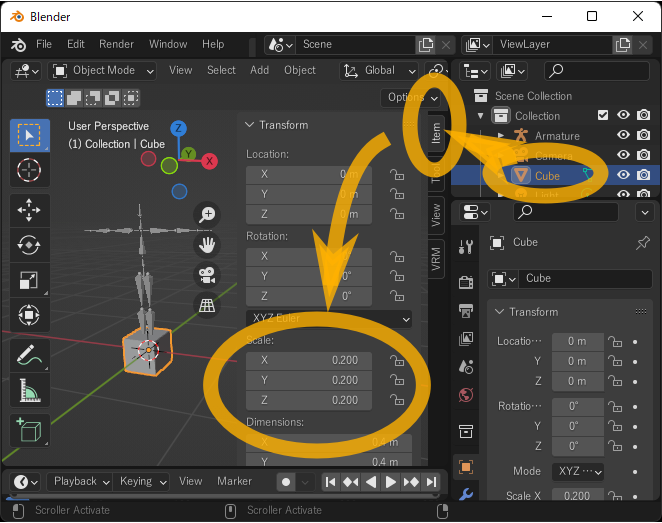 Blender
File Edit Render Window Help Scene ViewLayer
Object Mode View Select Add Object Global
Options
User Perspective
(1) Collection | Cube
Z
Y
X
Transform
Location:
X 0 m
Y 0 m
Z 0 m
Rotation:
X
Y 0°
Z 0°
XYZ Euler
Scale:
X 0.200
Y 0.200
Z 0.200
Dimensions:
X 0.4 m
Y 0.4 m
Item
View
VRM
Scene Collection
Collection
Armature
Camera
Cube
Light
Cube
Cube
Transform
Locatio··· 0 m
Y 0 m
Z 0 m
Rotatio··· 0°
Y 0°
Z 0°
Mode XYZ ···
Scale X 0.200
Playback Keying View Marker
Scroller Activate Scroller Activate